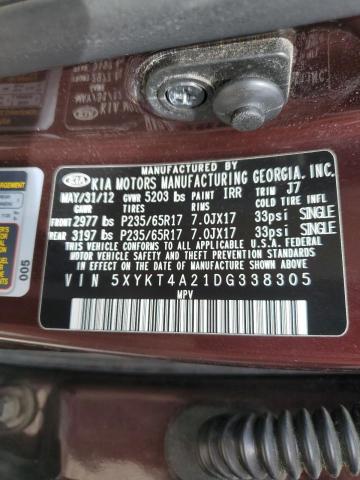 MANUFACTURED BY
KIA KIA MOTORS MANUFACTURING GEORGIA, INC.
MAY/31/12 GVWR 5203 lbs PAINT IRR TRIM J7
GAWR TIRE RIMS COLD TIRE INFL
FRONT 2977 lbs P235/65R17 7.0JX17 33psi SINGLE
REAR 3197 lbs P235/65R17 7.0JX17 33psi SINGLE
THIS VEHICLE CONFORMS TO ALL APPLICABLE FEDERAL
MOTOR VEHICLE SAFETY AND THEFT PREVENTION STANDARDS
IN EFFECT ON THE DATE OF MANUFACTURE SHOWN ABOVE.
VIN 5XYKT4A21DG338305
MPV
005